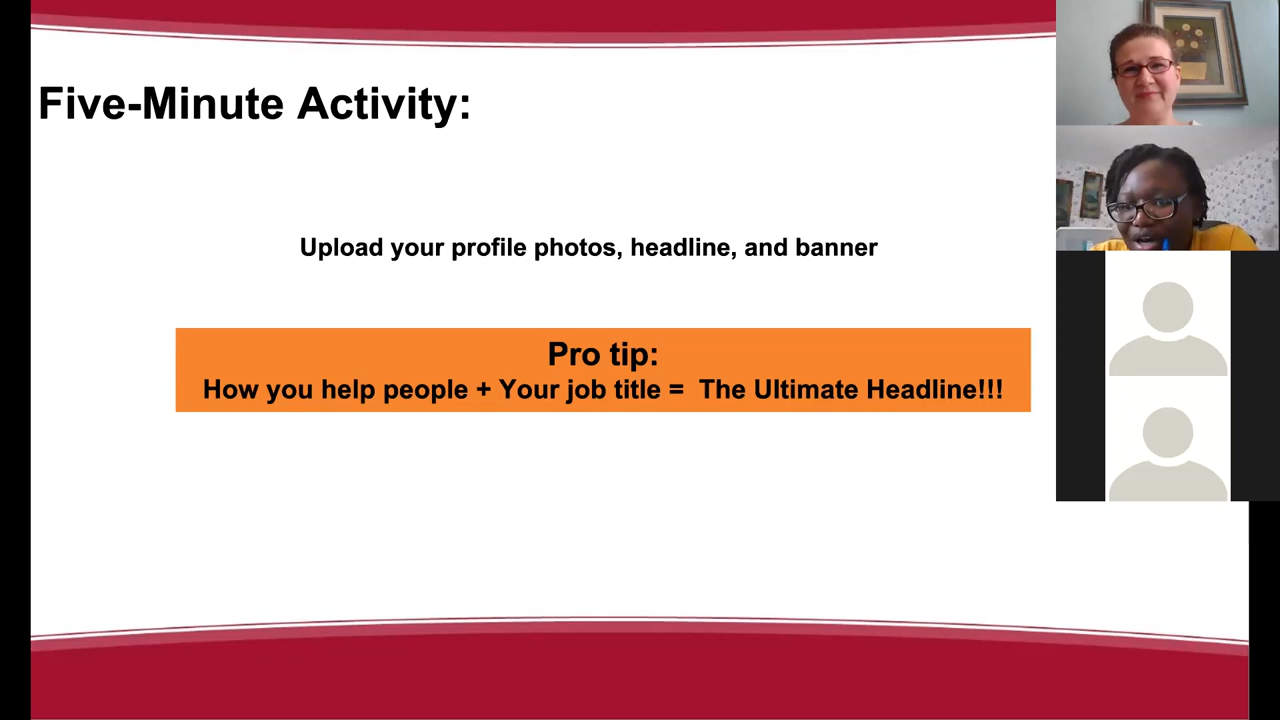 Five-Minute Activity:
Upload your profile photos, headline, and banner
Pro tip:
How you help people + Your job title = The Ultimate Headline!!!